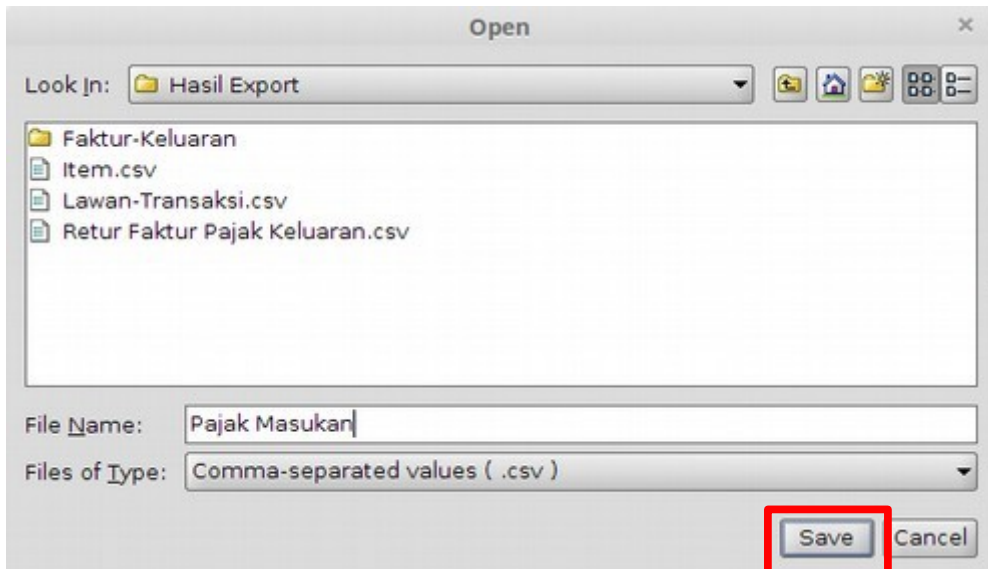 Open
Look In: Hasil Export
Faktur-Keluaran
Item.csv
Lawan-Transaksi.csv
Retur Faktur Pajak Keluaran.csv
File Name: Pajak Masukan
Files of Type: Comma-separated values ( .csv )
Save Cancel